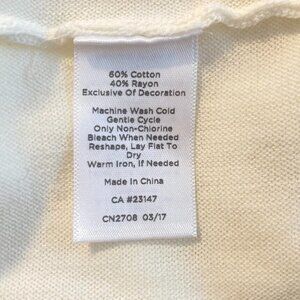 60% Cotton
40% Rayon
Exclusive Of Decoration
Machine Wash Cold
Gentle Cycle
Only Non-Chlorine
Bleach When Needed
Reshape, Lay Flat To
Dry
Warm Iron, If Needed
Made In China
CA #23147
CN2708 03/17